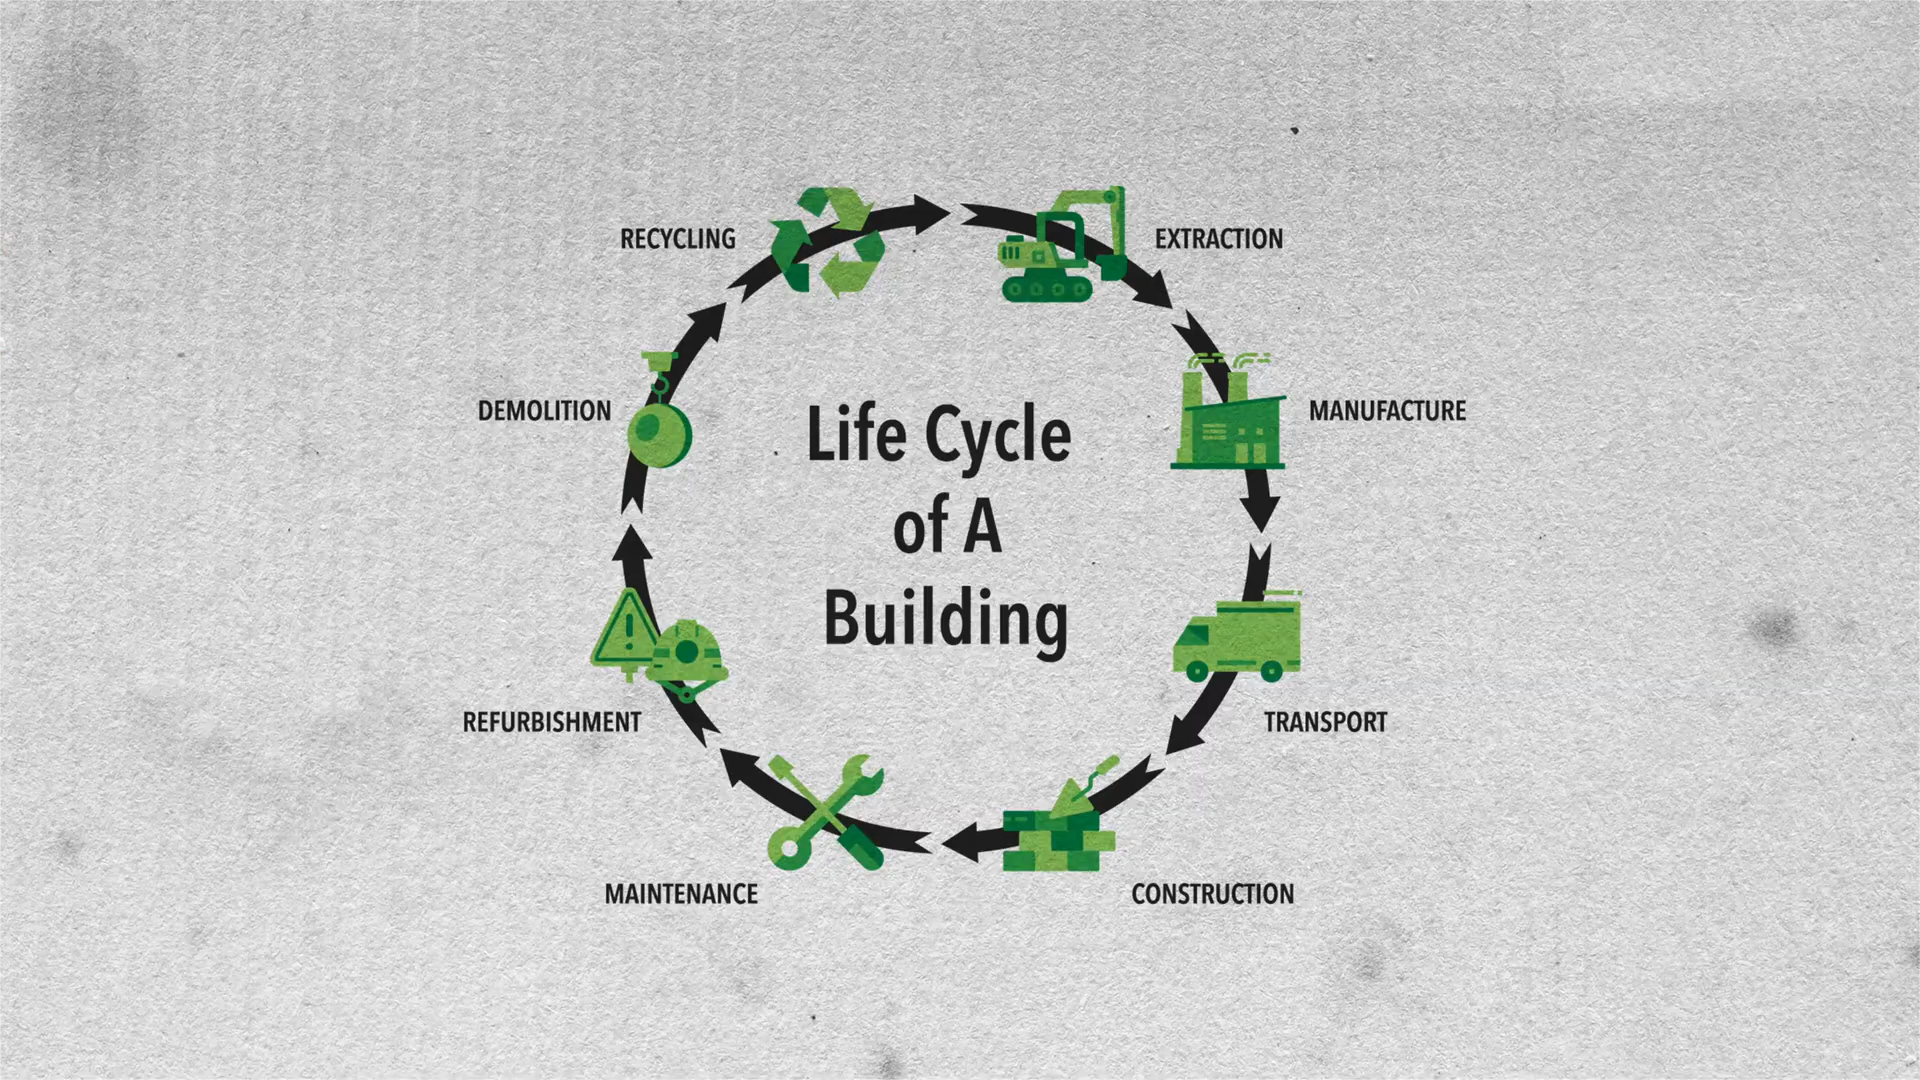 Life Cycle
of A
Building
EXTRACTION
MANUFACTURE
TRANSPORT
CONSTRUCTION
MAINTENANCE
REFURBISHMENT
DEMOLITION
RECYCLING